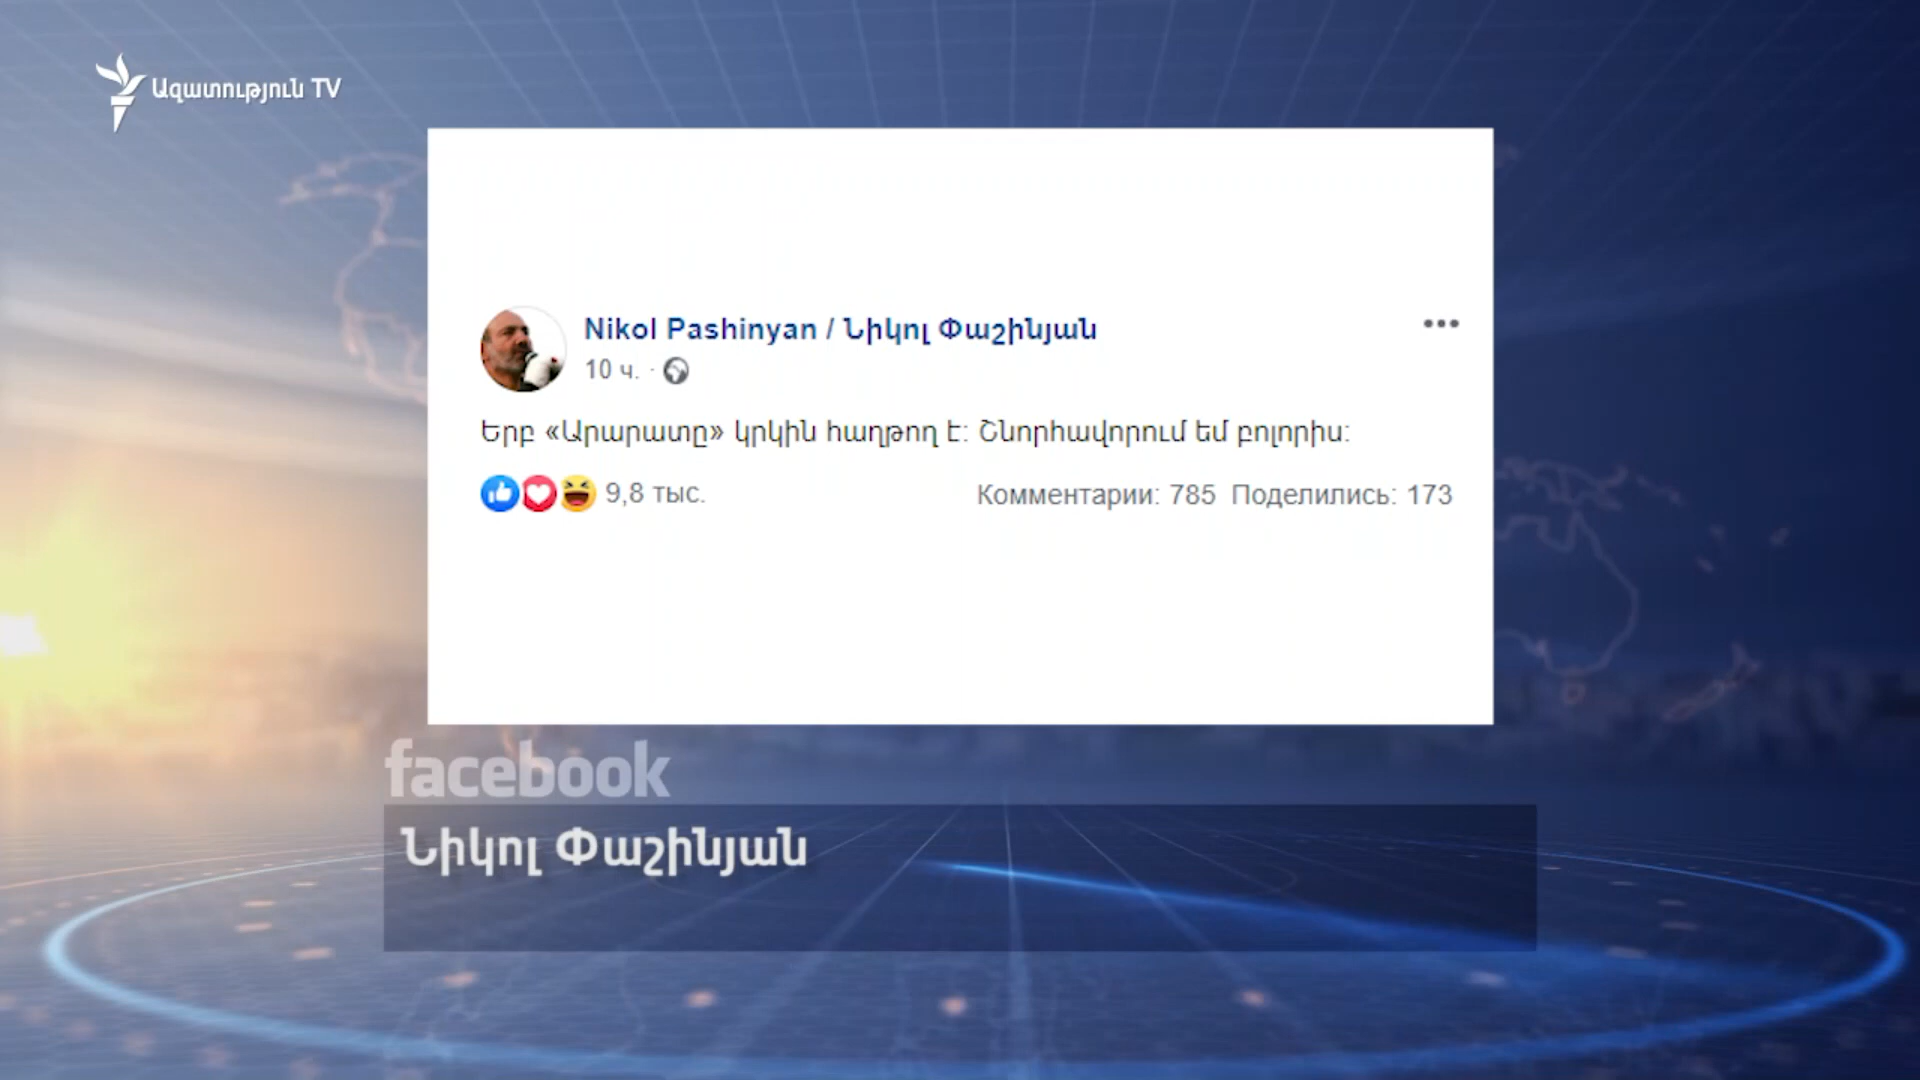 Ազատություն TV
Nikol Pashinyan / Նիկոլ Փաշինյան
10 ч. ·
Երբ «Արարատը» կրկին հաղթող է: Շնորհավորում եմ բոլորիս:
9,8 тыс.
Комментарии: 785 Поделились: 173
facebook
Նիկոլ Փաշինյան